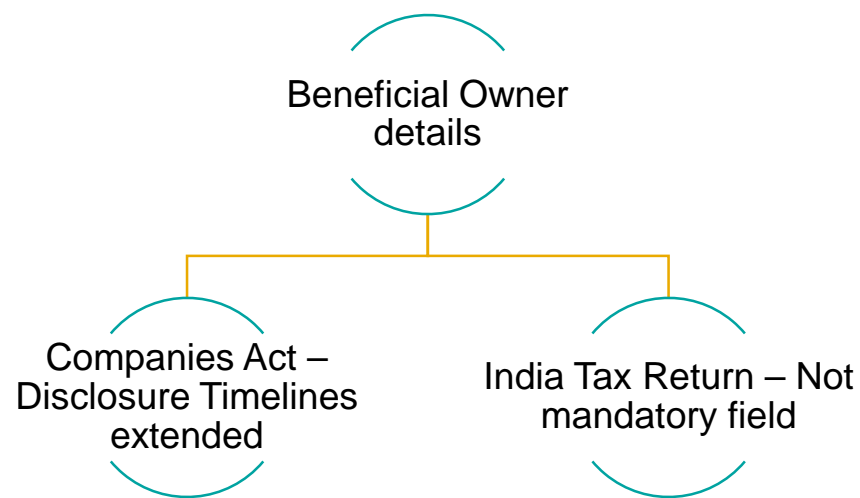 Beneficial Owner
details
Companies Act –
Disclosure Timelines
extended
India Tax Return – Not
mandatory field